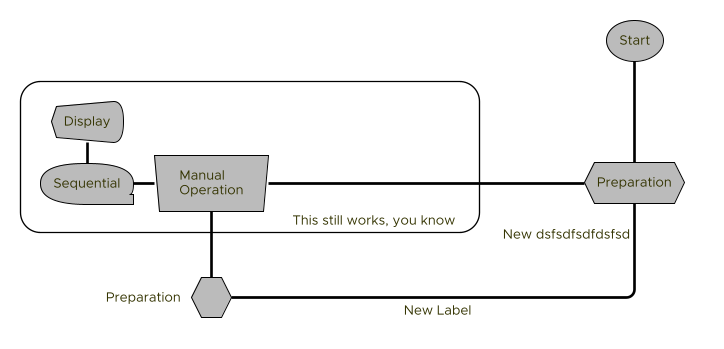 Start
Display
Sequential
Manual
Operation
Preparation
This still works, you know
New dsfsdfsdfdsfsd
Preparation
New Label